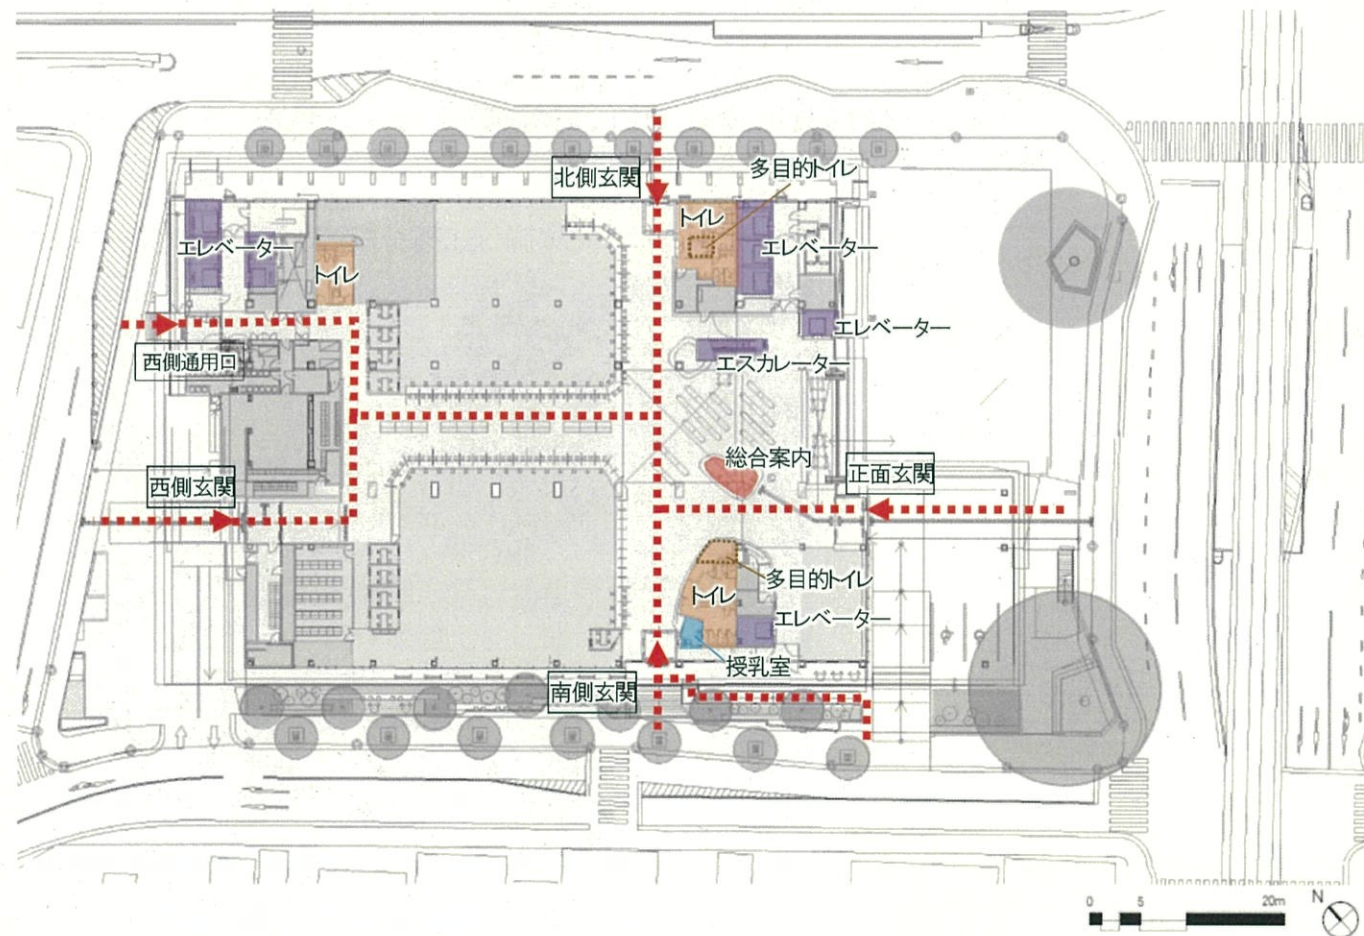 北側玄関
多目的トイレ
トイレ
エレベーター
エレベーター
トイレ
エレベーター
西側通用口
エスカレーター
総合案内
正面玄関
西側玄関
多目的トイレ
トイレ
エレベーター
授乳室
南側玄関
0 5 20m
N